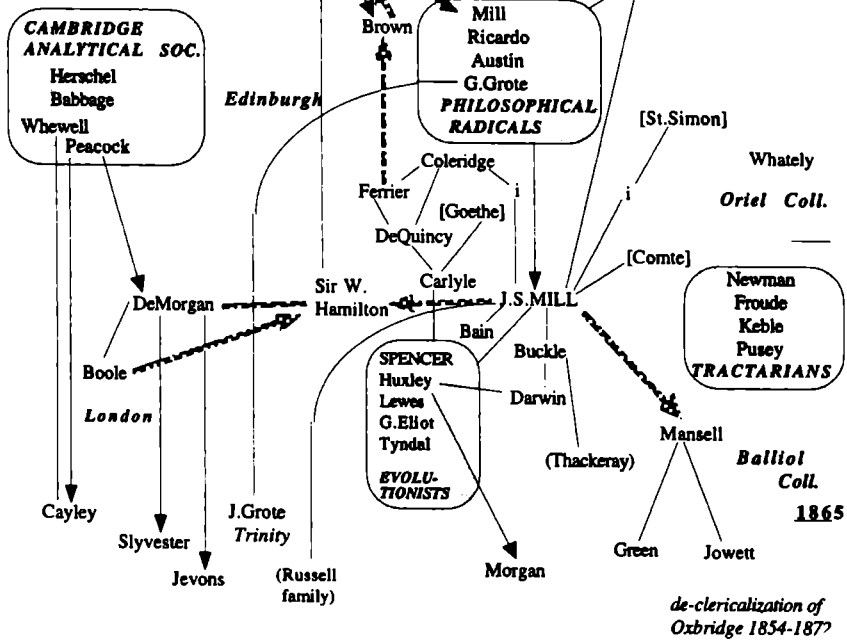 CAMBRIDGE
ANALYTICAL SOC.
Herschel
Babbage
Whewell
Peacock
Edinburgh
Brown
Mill
Ricardo
Austin
G.Grote
PHILOSOPHICAL
RADICALS
[St.Simon]
Whately
Oriel Coll.
Coleridge
Ferrier
i
i
[Goethe]
DeQuincy
[Comte]
Newman
Froude
Keble
Pusey
TRACTARIANS
DeMorgan
Sir W.
Hamilton
Carlyle
J.S.MILL
Bain
Buckle
Boole
London
SPENCER
Huxley
Lewes
G.Eliot
Tyndal
EVOLU-
TIONISTS
Darwin
(Thackeray)
Mansell
Balliol
Coll.
1865
Cayley
Slyvester
Jevons
J.Grote
Trinity
(Russell
family)
Morgan
Green
Jowett
de-clericalization of
Oxbridge 1854-187?